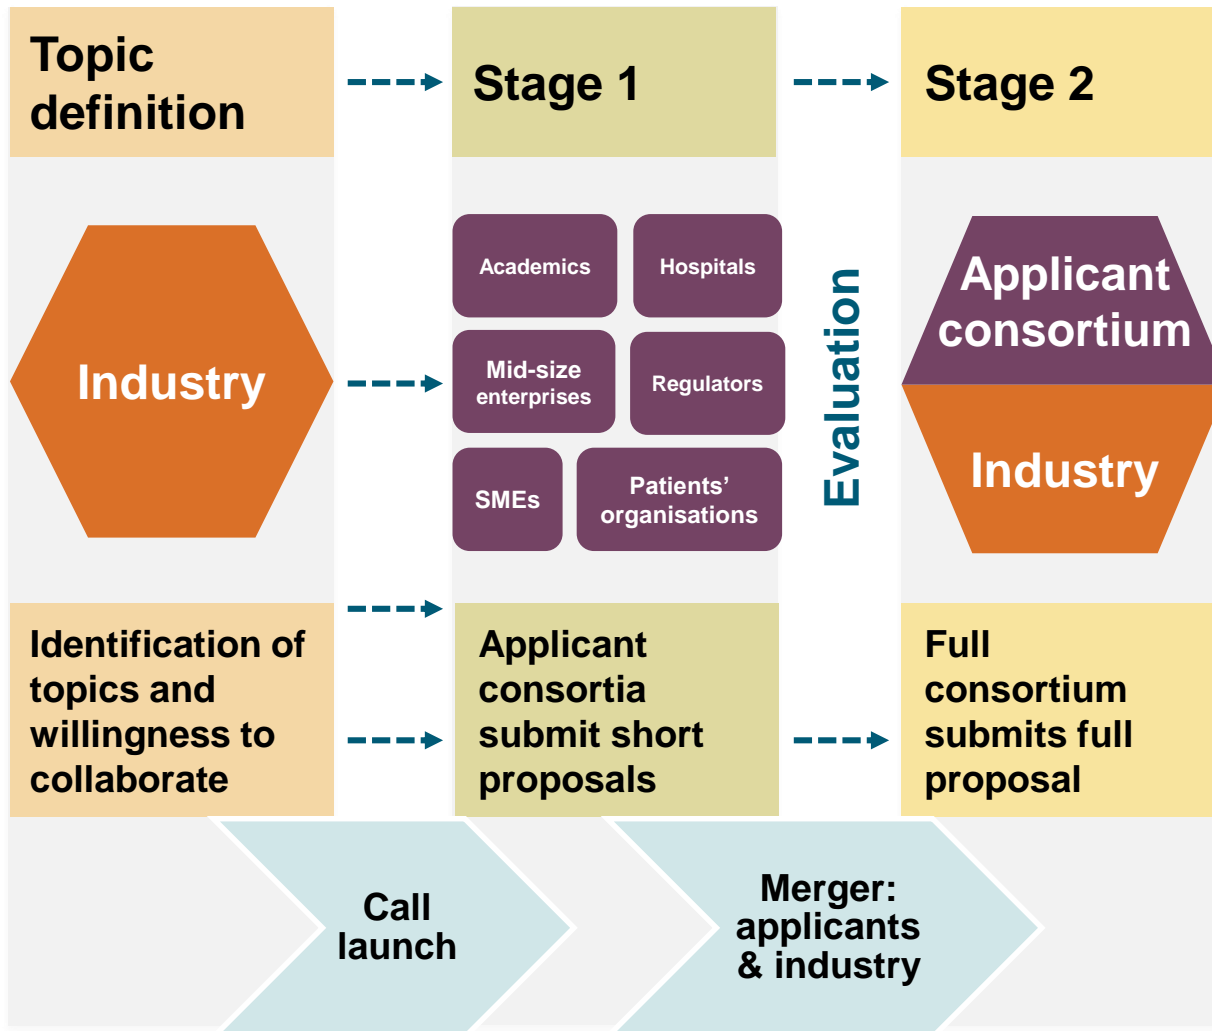 Topic
definition
Stage 1
Stage 2
Industry
Academics
Hospitals
Mid-size
enterprises
Regulators
SMEs
Patients’
organisations
Evaluation
Applicant
consortium
Industry
Identification of
topics and
willingness to
collaborate
Applicant
consortia
submit short
proposals
Full
consortium
submits full
proposal
Call
launch
Merger:
applicants
& industry